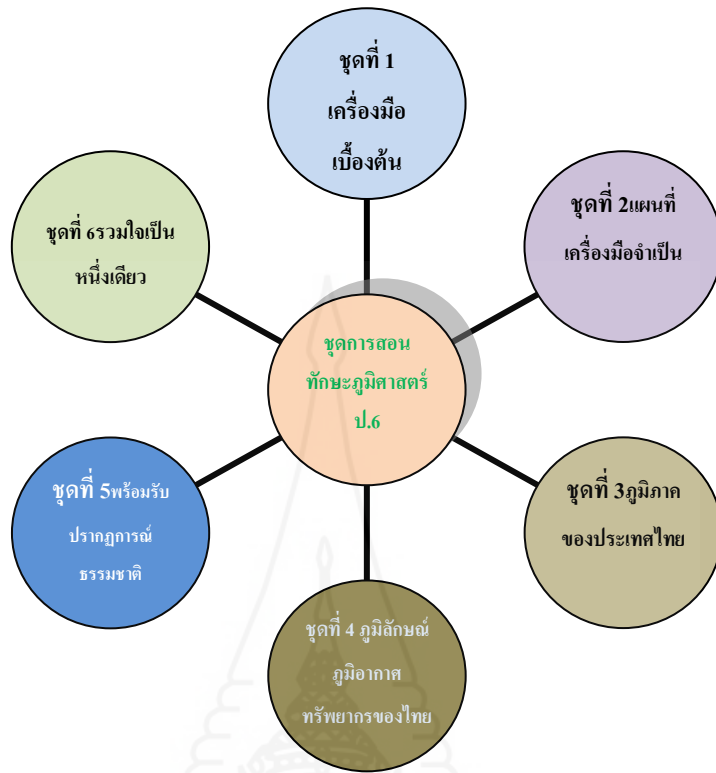 ชุดที่ 1
เครื่องมือ
เบื้องต้น
ชุดที่ 2แผนที่
เครื่องมือจำเป็น
ชุดที่ 3ภูมิภาค
ของประเทศไทย
ชุดที่ 4 ภูมิลักษณ์
ภูมิอากาศ
ทรัพยากรของไทย
ชุดที่ 5พร้อมรับ
ปรากฏการณ์
ธรรมชาติ
ชุดที่ 6รวมใจเป็น
หนึ่งเดียว
ชุดการสอน
ทักษะภูมิศาสตร์
ป.6